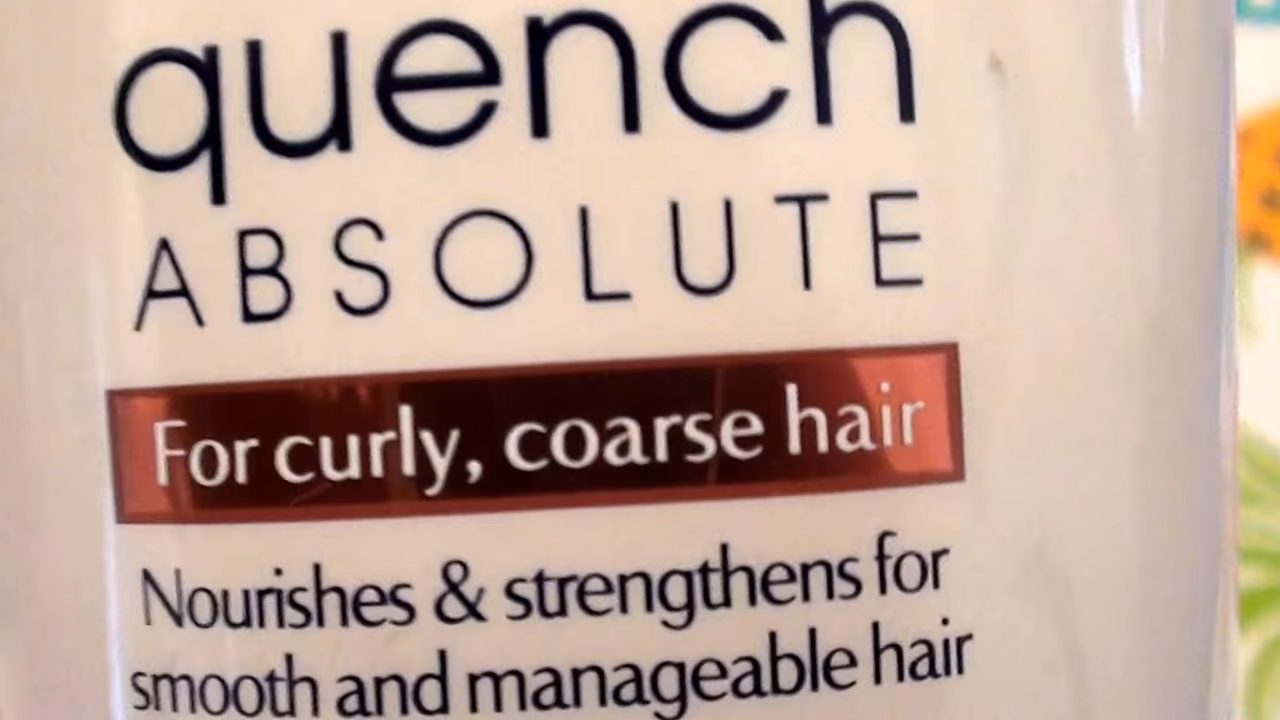 quench
ABSOLUTE
For curly, coarse hair
Nourishes & strengthens for
smooth and manageable hair